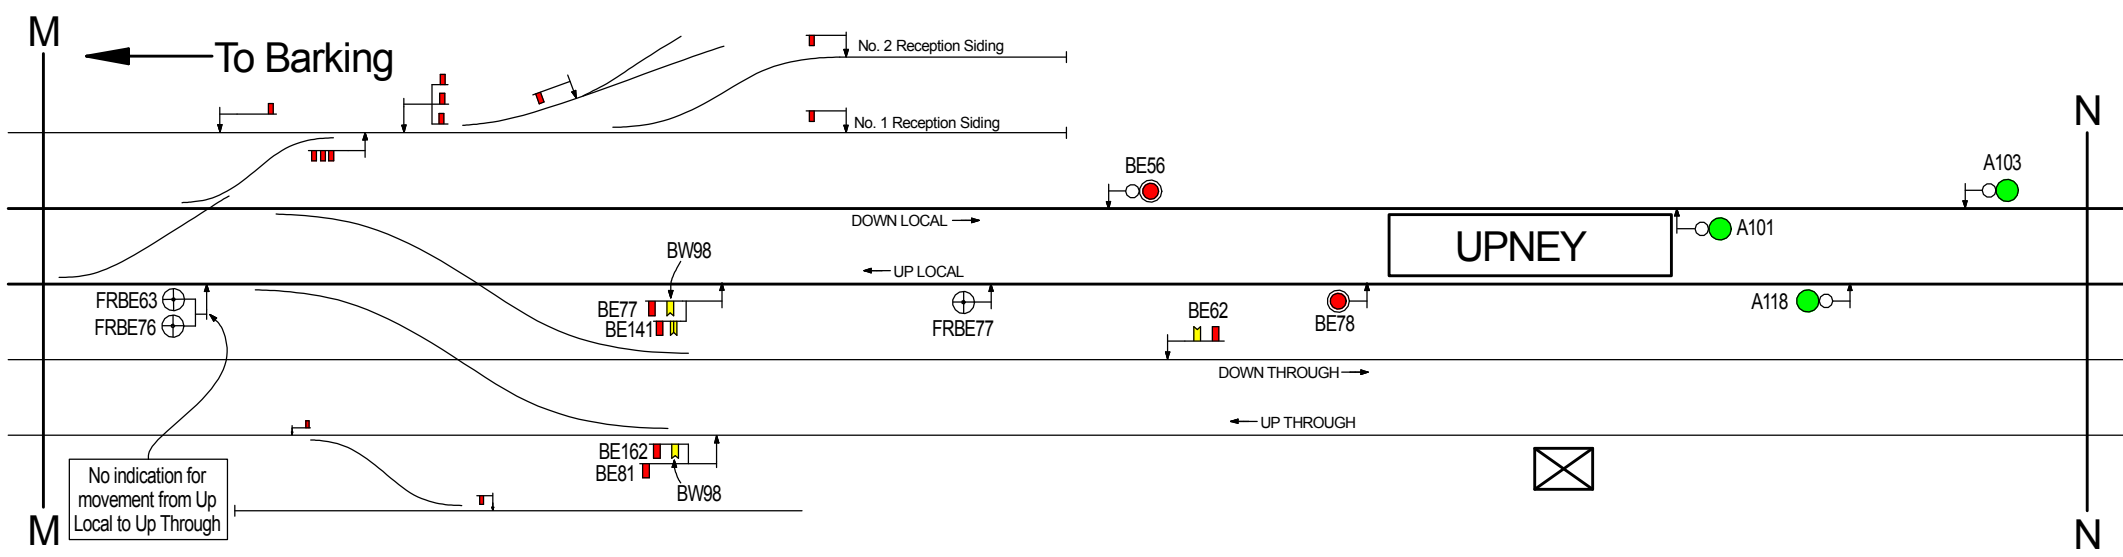 M
To Barking
No. 2 Reception Siding
No. 1 Reception Siding
N
BE56
A103
DOWN LOCAL
UPNEY
A101
BW98
UP LOCAL
FRBE63
FRBE76
BE77
BE141
FRBE77
BE62
BE78
A118
DOWN THROUGH
UP THROUGH
BE162
BE81
BW98
No indication for
movement from Up
Local to Up Through
M
N